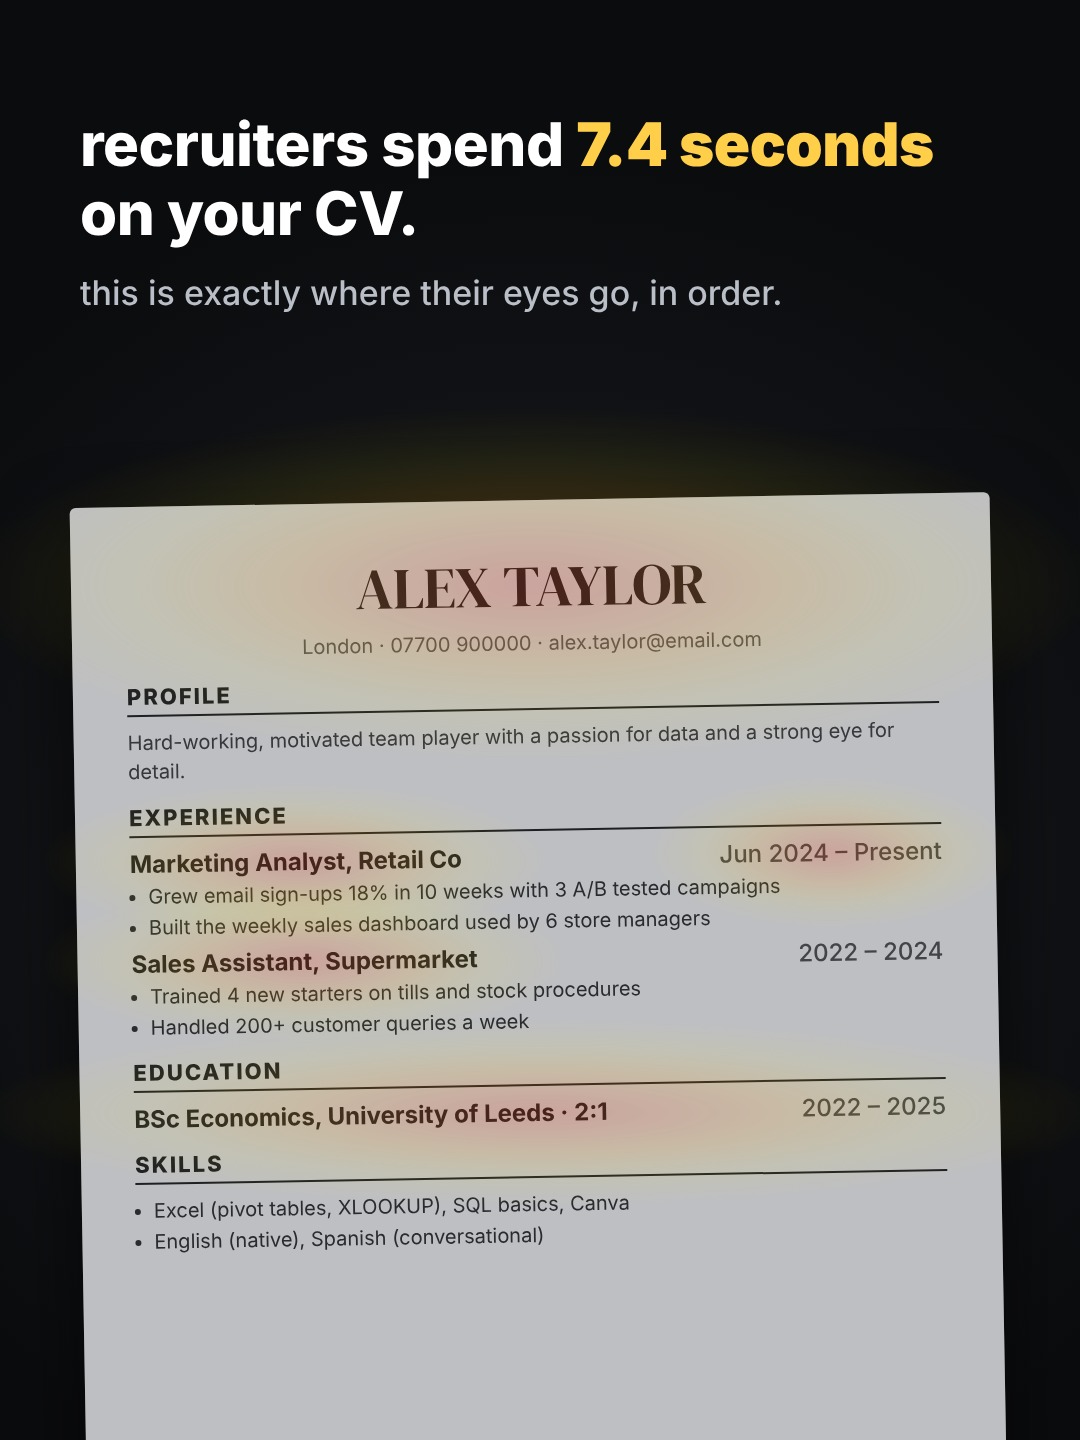 recruiters spend 7.4 seconds
on your CV.
this is exactly where their eyes go, in order.
ALEX TAYLOR
London · 07700 900000 · alex.taylor@email.com
PROFILE
Hard-working, motivated team player with a passion for data and a strong eye for
detail.
EXPERIENCE
Marketing Analyst, Retail Co Jun 2024 – Present
• Grew email sign-ups 18% in 10 weeks with 3 A/B tested campaigns
• Built the weekly sales dashboard used by 6 store managers
Sales Assistant, Supermarket 2022 – 2024
• Trained 4 new starters on tills and stock procedures
• Handled 200+ customer queries a week
EDUCATION
BSc Economics, University of Leeds · 2:1 2022 – 2025
SKILLS
• Excel (pivot tables, XLOOKUP), SQL basics, Canva
• English (native), Spanish (conversational)